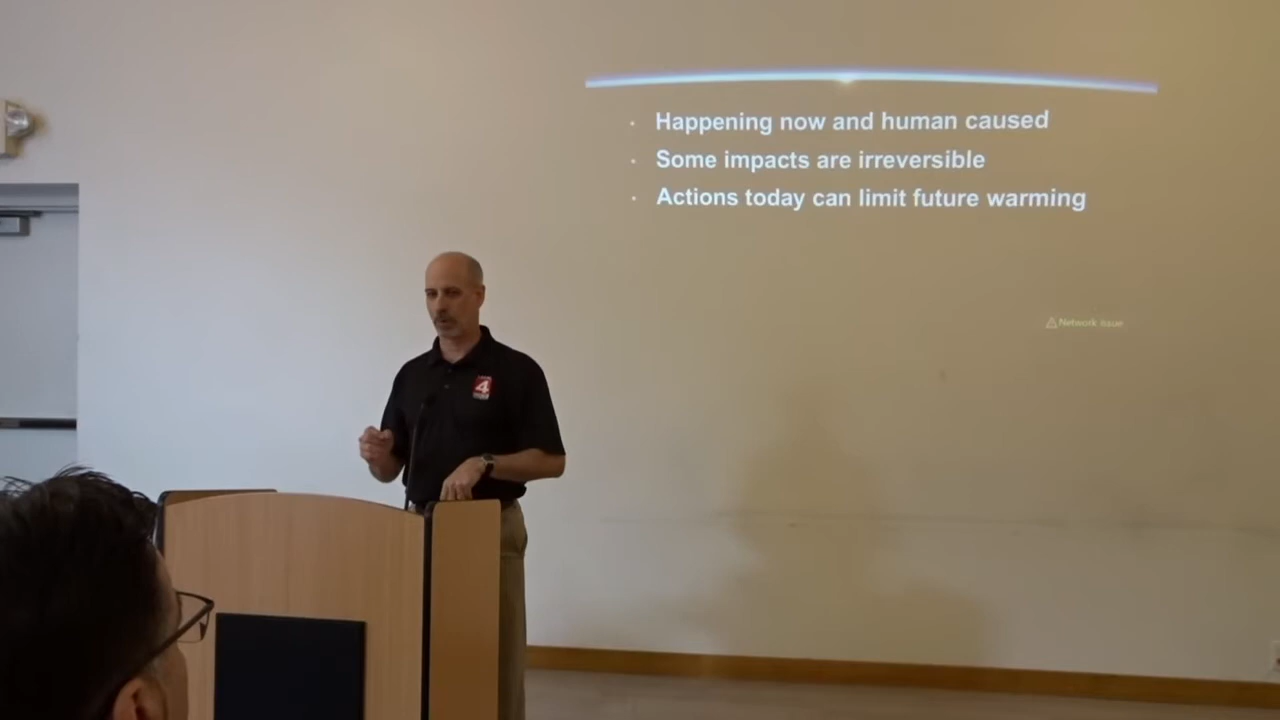 · Happening now and human caused
· Some impacts are irreversible
· Actions today can limit future warming
⚠ Network issue
4